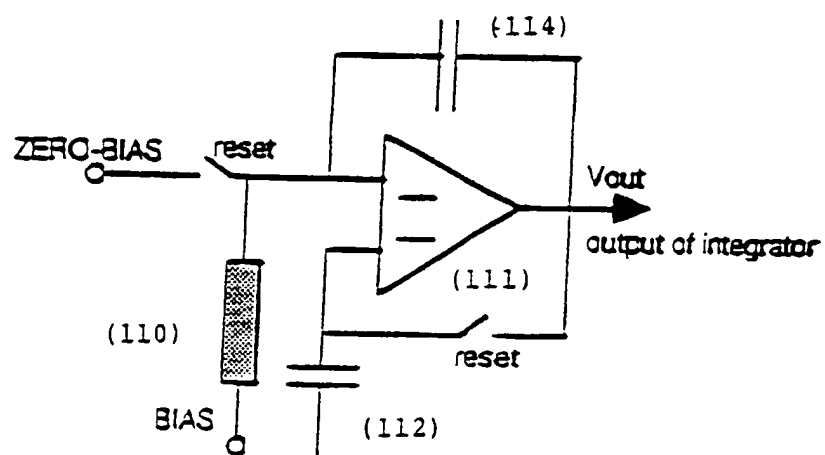 (114)
ZERO-BIAS
reset
Vout
output of integrator
(111)
(110)
reset
BIAS
(112)